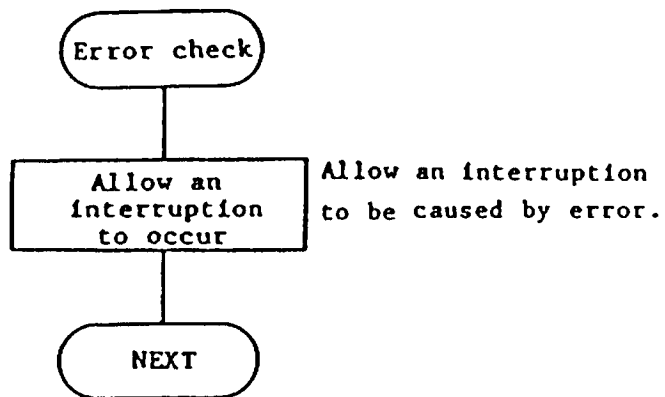 Error check
Allow an
interruption
to occur
Allow an interruption
to be caused by error.
NEXT